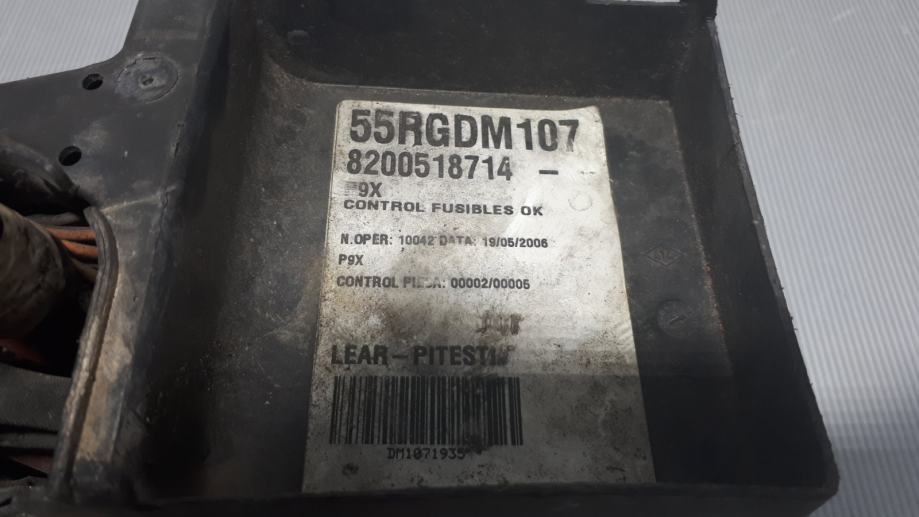 55RGDM107
8200518714 -
9X
CONTROL FUSIBLES OK
N.OPER: 10042 DATA: 19/05/2006
P9X
CONTROL PIESA: 00002/00005
LEAR-PITESTI
DM1071935